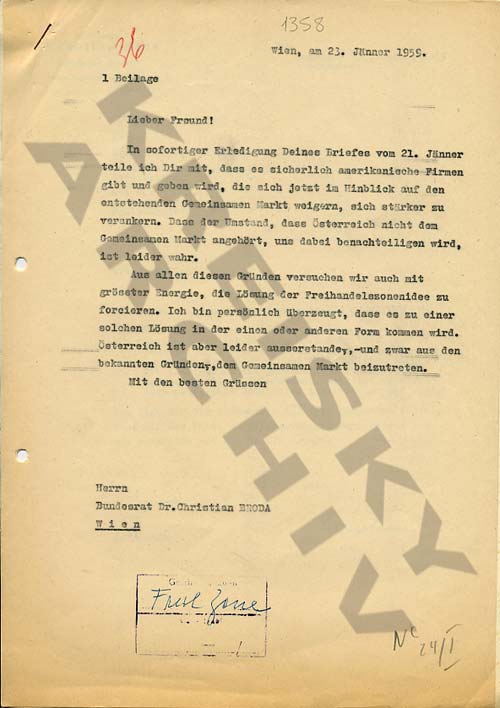 1358
Wien, am 23. Jänner 1959.
1 Beilage
Lieber Freund!
In sofortiger Erledigung Deines Briefes vom 21. Jänner
teile ich Dir mit, dass es sicherlich amerikanische Firmen
gibt und geben wird, die sich jetzt im Hinblick auf den
entstehenden Gemeinsamen Markt weigern, sich stärker zu
verankern. Dass der Umstand, dass Österreich nicht dem
Gemeinsamen Markt angehört, uns dabei benachteiligen wird,
ist leider wahr.
Aus allen diesen Gründen versuchen wir auch mit
grösster Energie, die Lösung der Freihandelszonenidee zu
forcieren. Ich bin persönlich überzeugt, dass es zu einer
solchen Lösung in der einen oder anderen Form kommen wird.
Österreich ist aber leider ausserstande,-und zwar aus den
bekannten Gründen, dem Gemeinsamen Markt beizutreten.
Mit den besten Grüssen
Herrn
Bundesrat Dr.Christian BRODA
Wien
KREISKY
ARCHIV
24/I